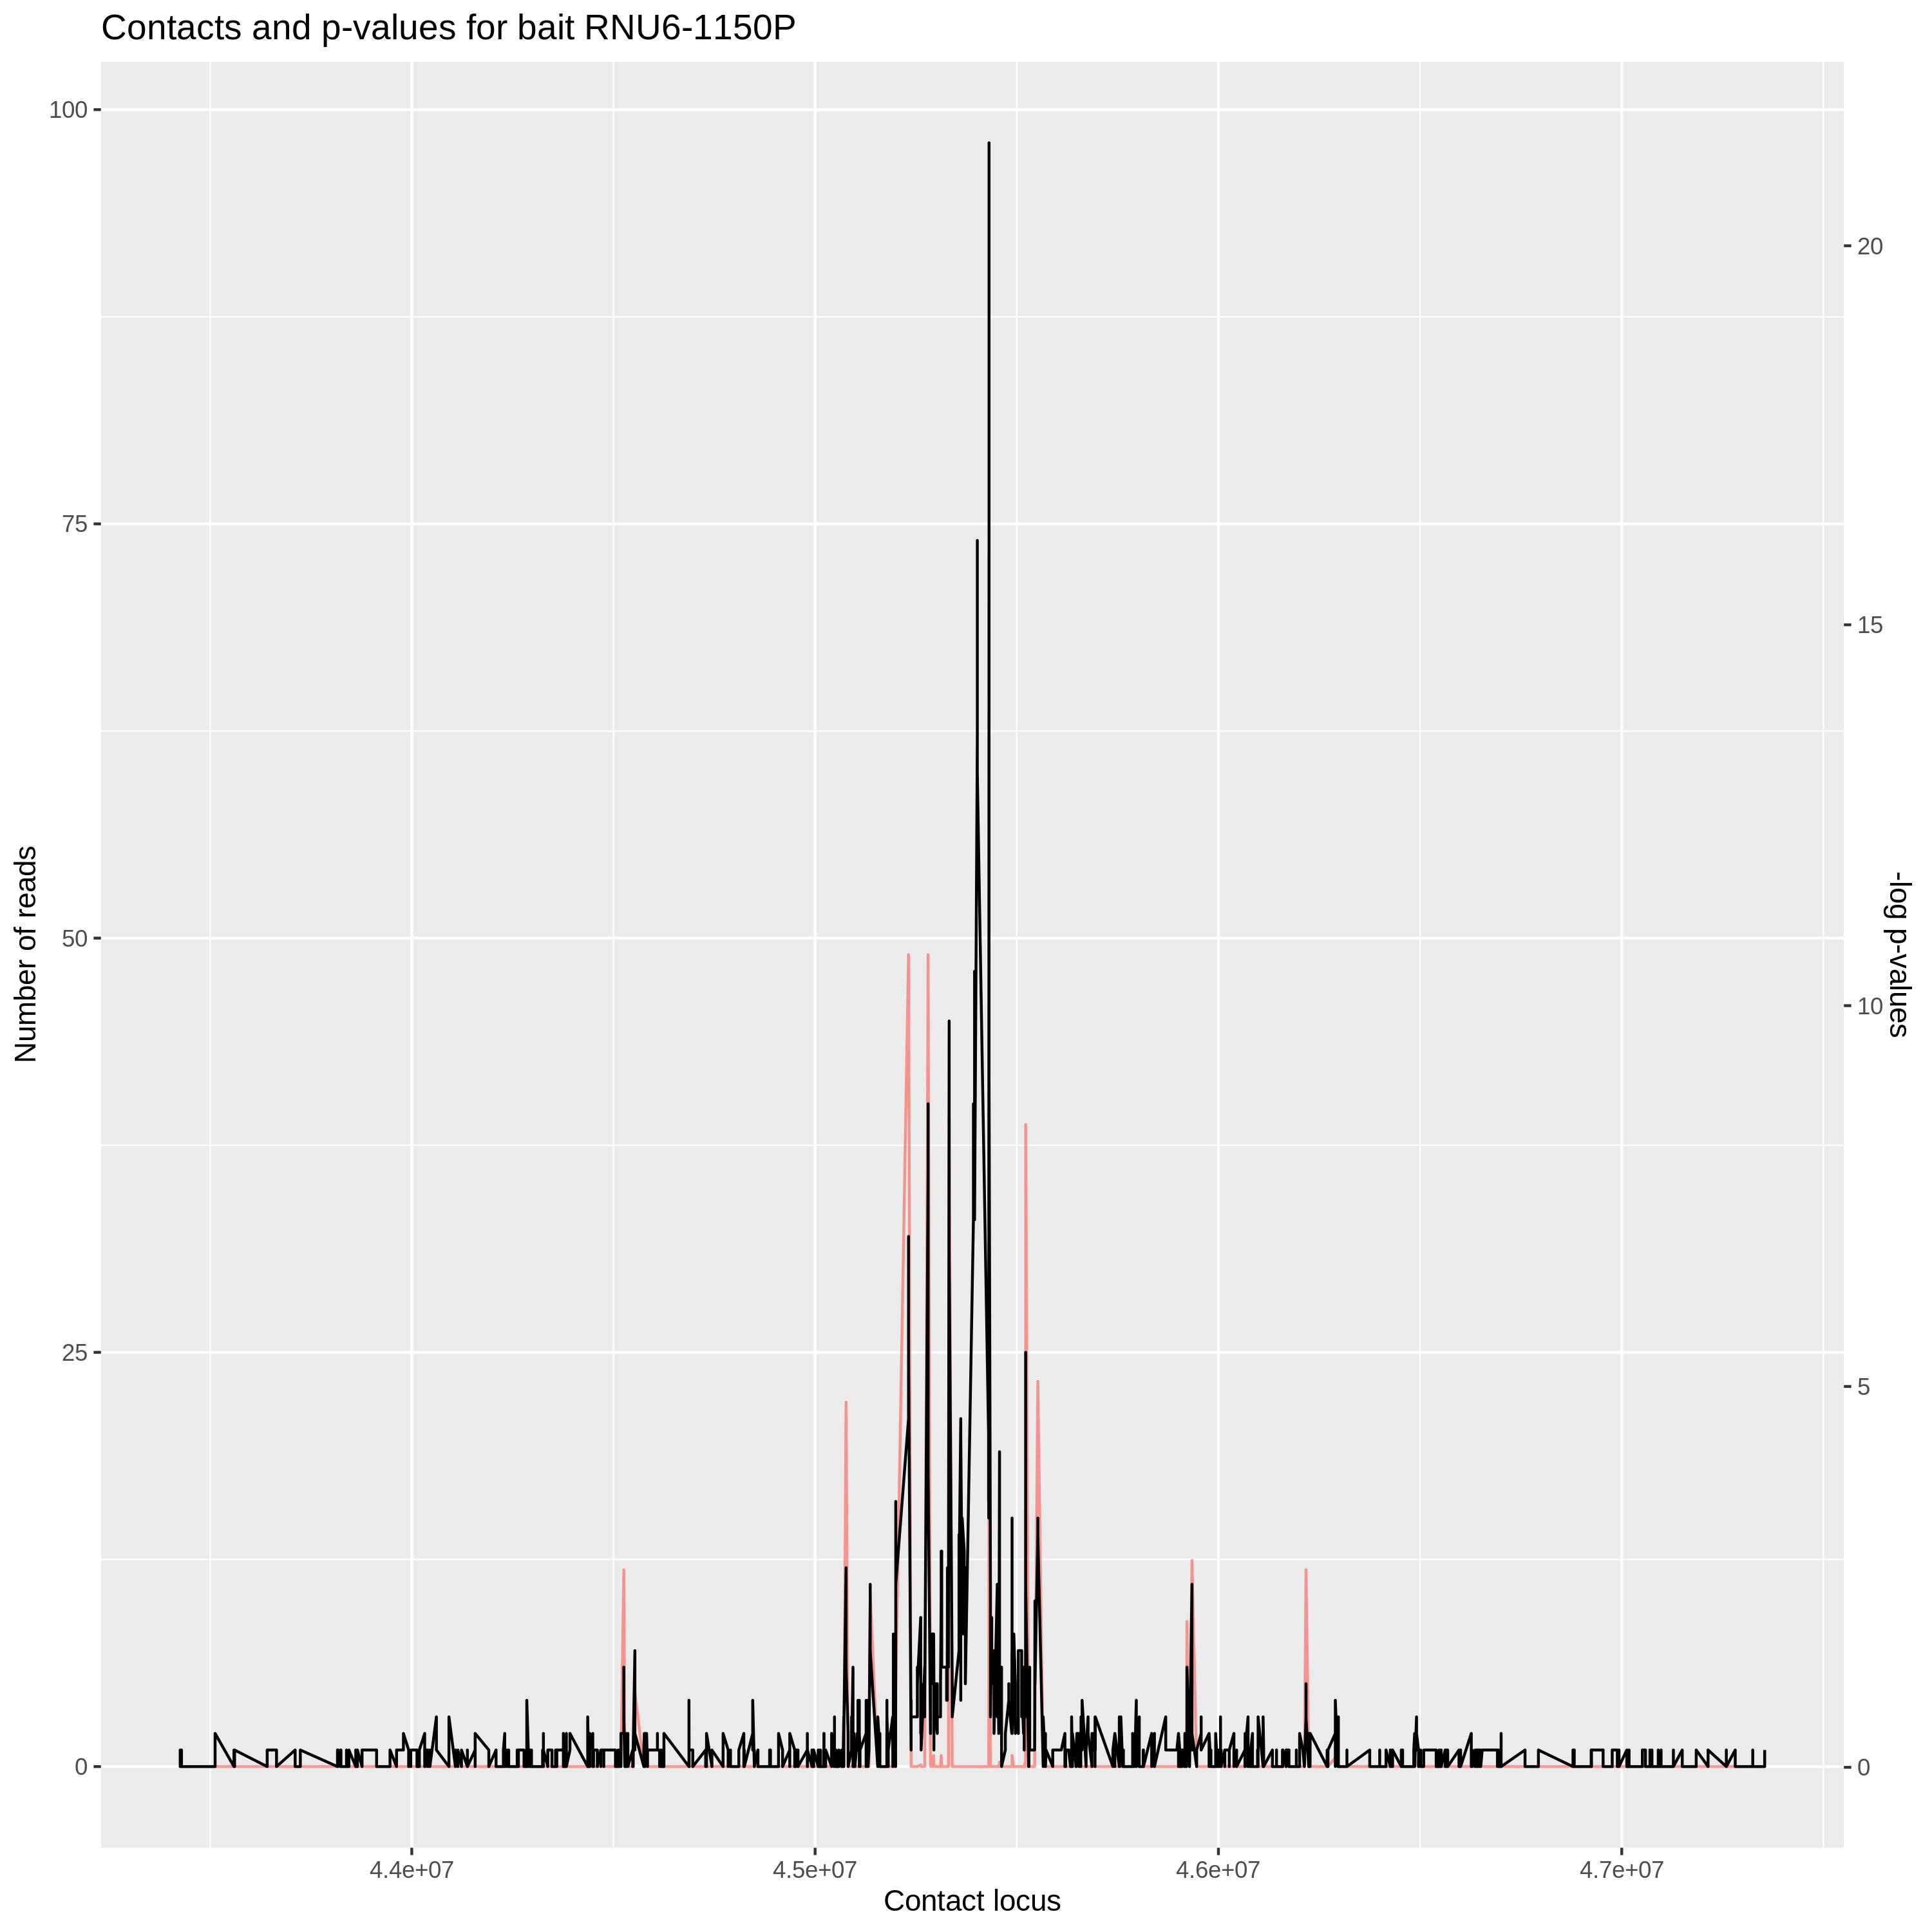 Contacts and p-values for bait RNU6-1150P
100
75
50
25
0
Number of reads
20
15
10
5
0
-log p-values
4.4e+07
4.5e+07
4.6e+07
4.7e+07
Contact locus